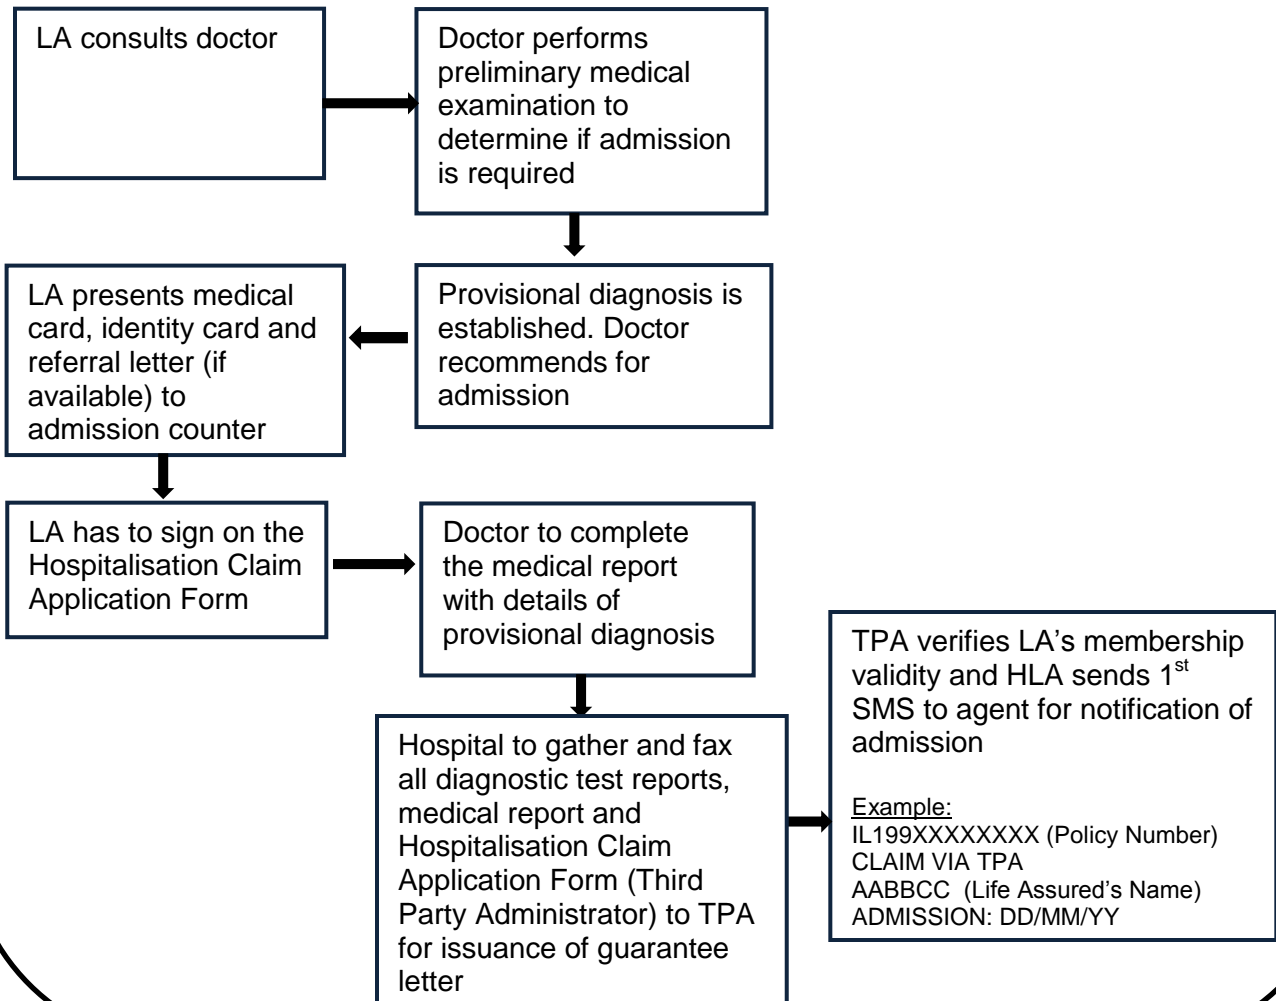 LA consults doctor
Doctor performs
preliminary medical
examination to
determine if admission
is required
Provisional diagnosis is
established. Doctor
recommends for
admission
LA presents medical
card, identity card and
referral letter (if
available) to
admission counter
LA has to sign on the
Hospitalisation Claim
Application Form
Doctor to complete
the medical report
with details of
provisional diagnosis
Hospital to gather and fax
all diagnostic test reports,
medical report and
Hospitalisation Claim
Application Form (Third
Party Administrator) to TPA
for issuance of guarantee
letter
TPA verifies LA’s membership
validity and HLA sends 1st
SMS to agent for notification of
admission
Example:
IL199XXXXXXXX (Policy Number)
CLAIM VIA TPA
AABBCC (Life Assured’s Name)
ADMISSION: DD/MM/YY